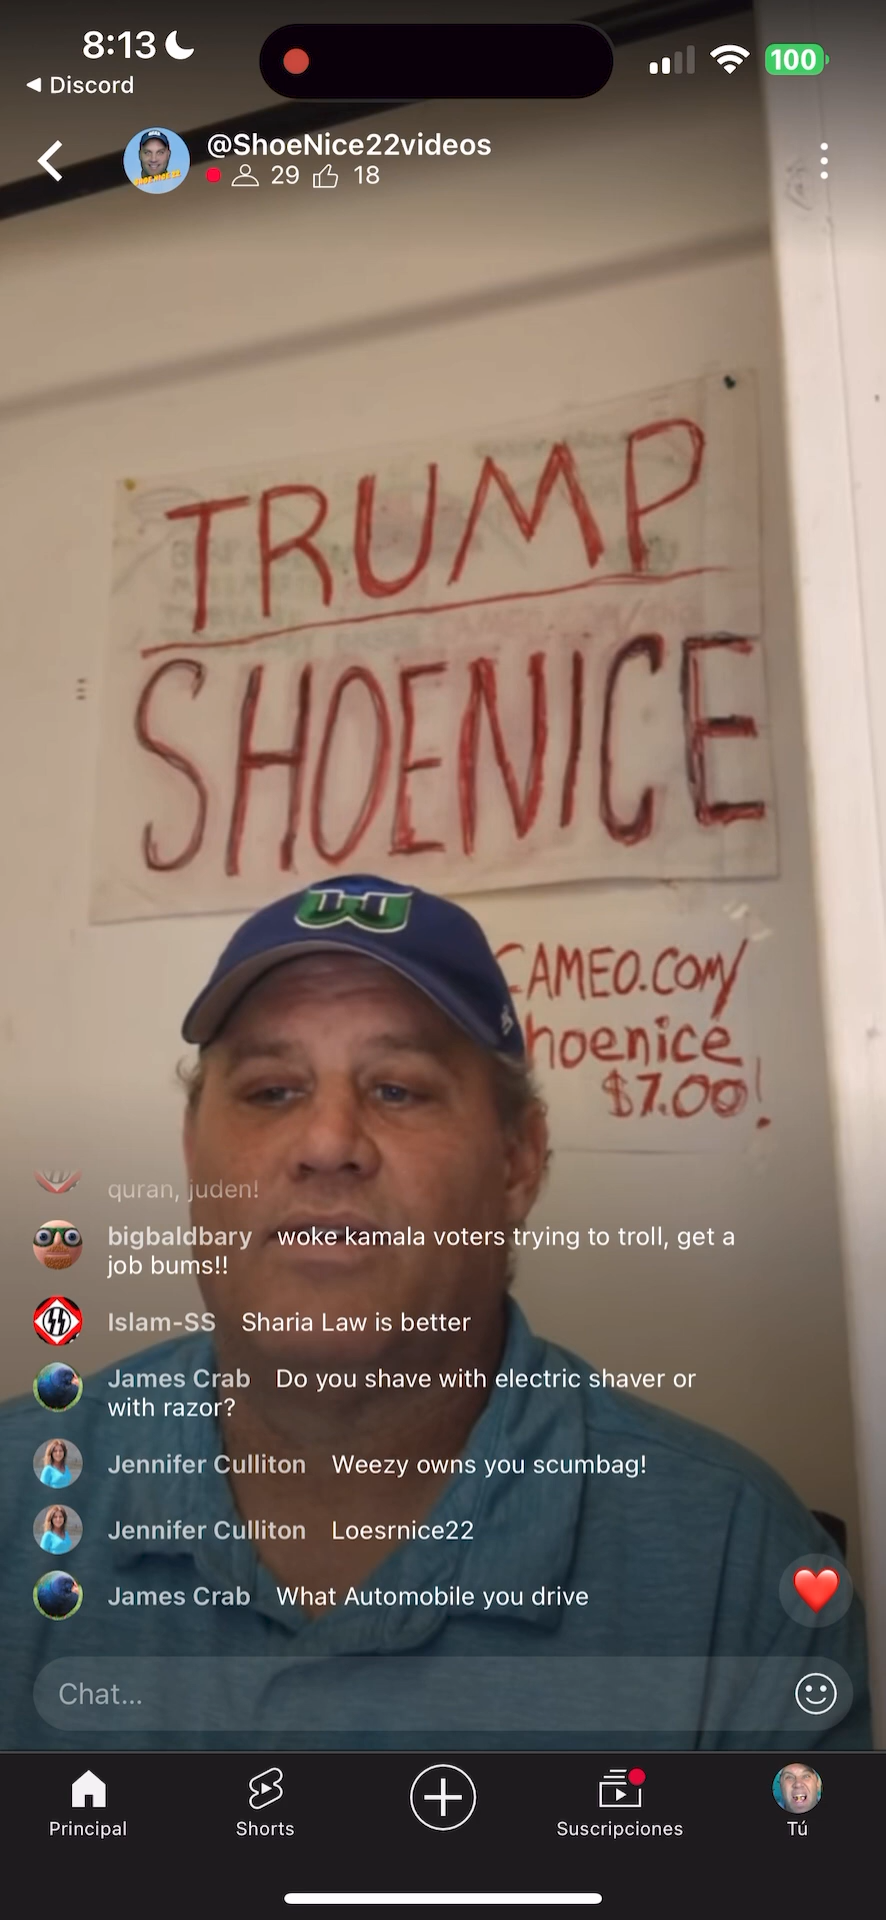 8:13
100
◀ Discord
@ShoeNice22videos
29 18
TRUMP
SHOENICE
CAMEO.COM/
hoenice
$7.00!
quran, juden!
bigbaldbary woke kamala voters trying to troll, get a
job bums!!
Islam-SS Sharia Law is better
James Crab Do you shave with electric shaver or
with razor?
Jennifer Culliton Weezy owns you scumbag!
Jennifer Culliton Loesrnice22
James Crab What Automobile you drive
Chat...
Principal
Shorts
Suscripciones
Tú